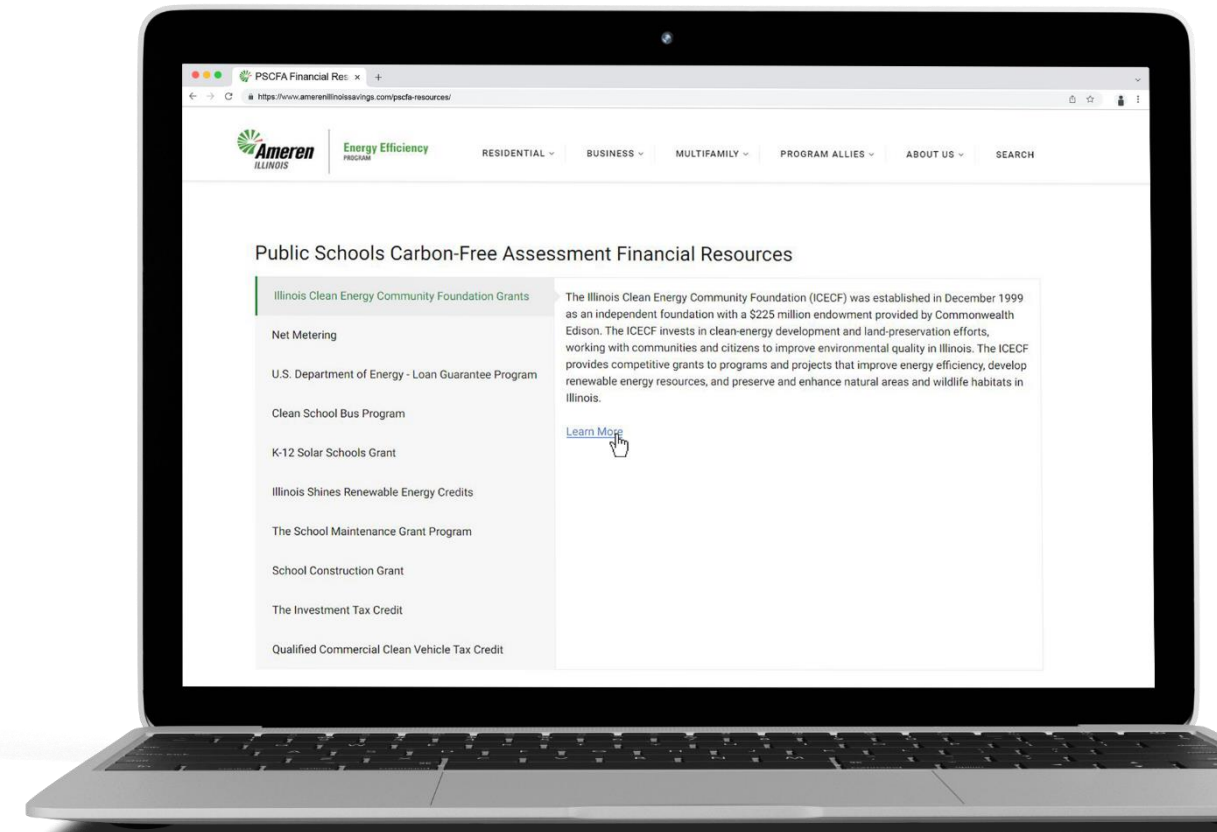 PSCFA Financial Res
https://www.amerenillinoissavings.com/pscfa-resources/
Ameren
ILLINOIS
Energy Efficiency
PROGRAM
RESIDENTIAL
BUSINESS
MULTIFAMILY
PROGRAM ALLIES
ABOUT US
SEARCH
Public Schools Carbon-Free Assessment Financial Resources
Illinois Clean Energy Community Foundation Grants
Net Metering
U.S. Department of Energy - Loan Guarantee Program
Clean School Bus Program
K-12 Solar Schools Grant
Illinois Shines Renewable Energy Credits
The School Maintenance Grant Program
School Construction Grant
The Investment Tax Credit
Qualified Commercial Clean Vehicle Tax Credit
The Illinois Clean Energy Community Foundation (ICECF) was established in December 1999
as an independent foundation with a $225 million endowment provided by Commonwealth
Edison. The ICECF invests in clean-energy development and land-preservation efforts,
working with communities and citizens to improve environmental quality in Illinois. The ICECF
provides competitive grants to programs and projects that improve energy efficiency, develop
renewable energy resources, and preserve and enhance natural areas and wildlife habitats in
Illinois.
Learn More